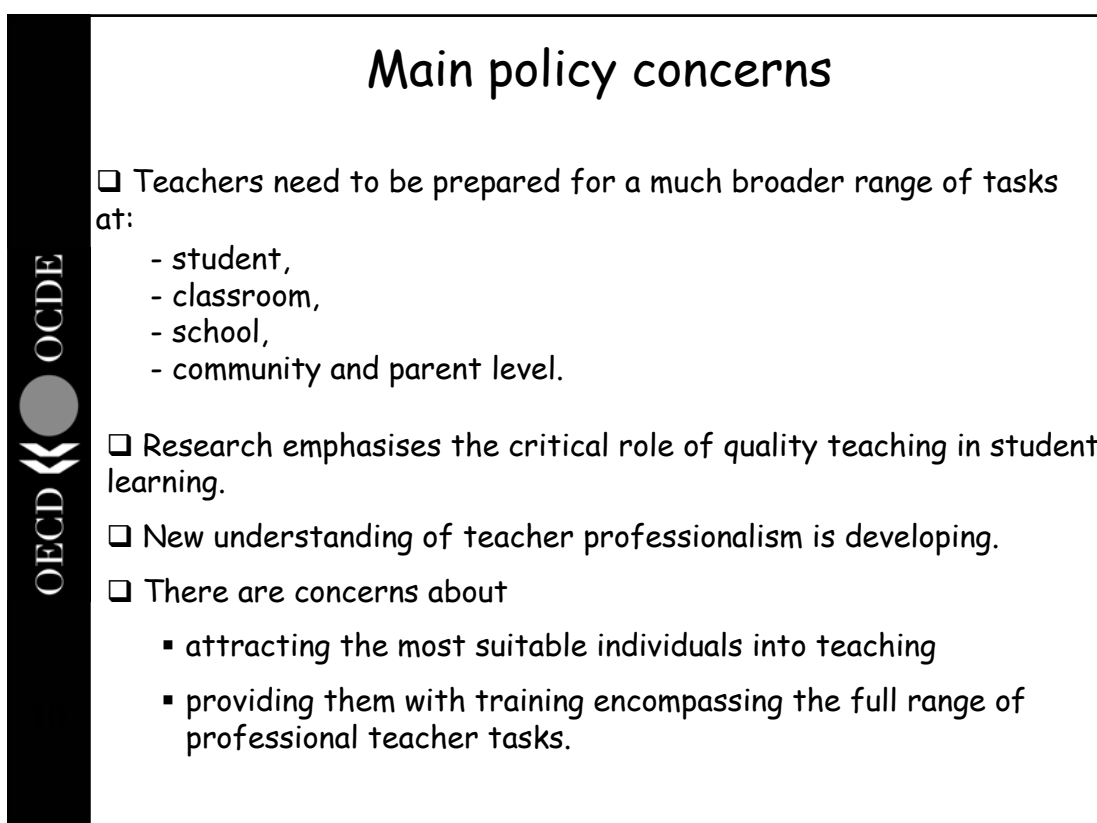 Main policy concerns
❑ Teachers need to be prepared for a much broader range of tasks
at:
- student,
- classroom,
- school,
- community and parent level.
❑ Research emphasises the critical role of quality teaching in student
learning.
❑ New understanding of teacher professionalism is developing.
❑ There are concerns about
▪ attracting the most suitable individuals into teaching
▪ providing them with training encompassing the full range of
professional teacher tasks.
OECD OCDE